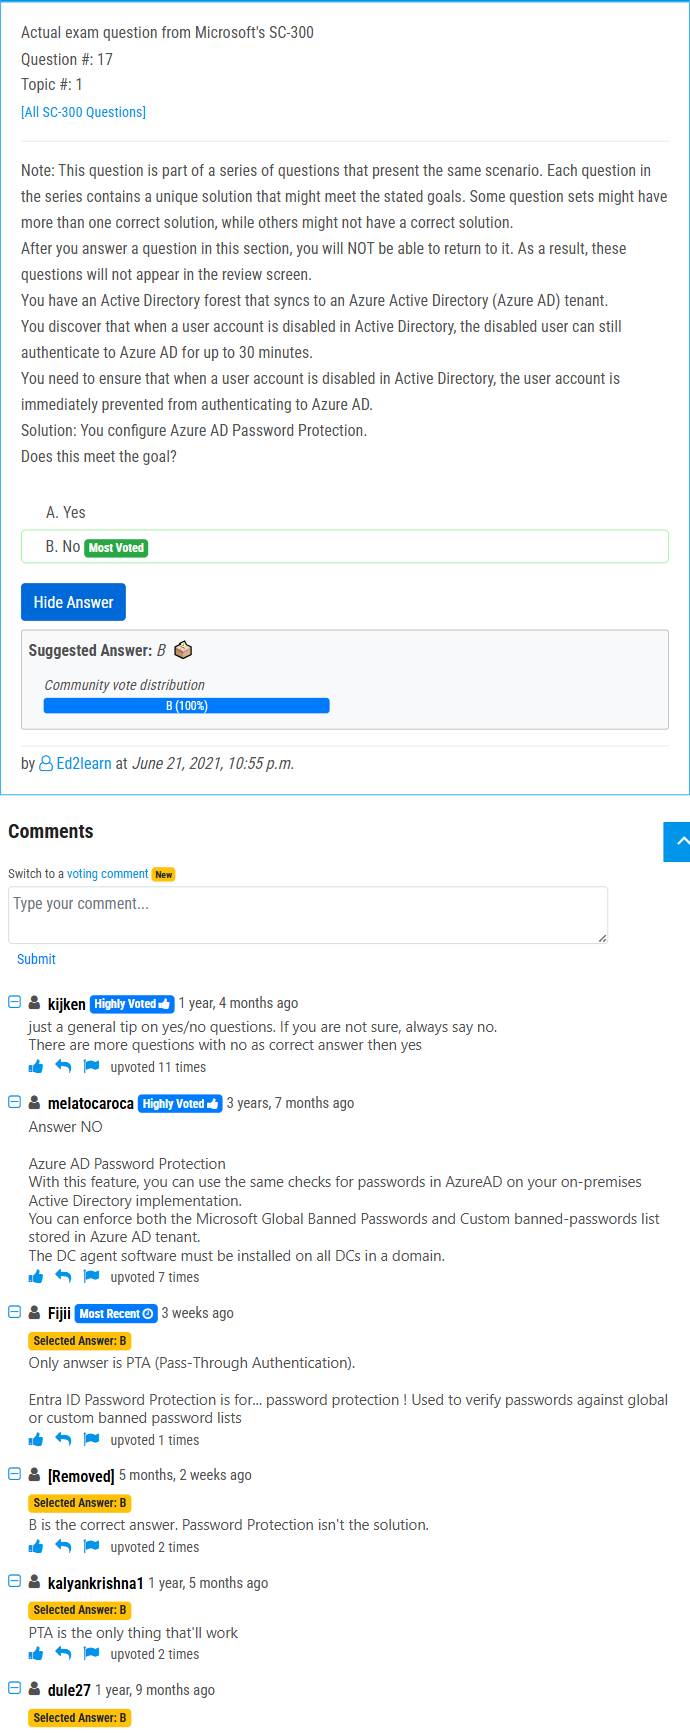 Actual exam question from Microsoft's SC-300
Question #: 17
Topic #: 1
[All SC-300 Questions]
Note: This question is part of a series of questions that present the same scenario. Each question in
the series contains a unique solution that might meet the stated goals. Some question sets might have
more than one correct solution, while others might not have a correct solution.
After you answer a question in this section, you will NOT be able to return to it. As a result, these
questions will not appear in the review screen.
You have an Active Directory forest that syncs to an Azure Active Directory (Azure AD) tenant.
You discover that when a user account is disabled in Active Directory, the disabled user can still
authenticate to Azure AD for up to 30 minutes.
You need to ensure that when a user account is disabled in Active Directory, the user account is
immediately prevented from authenticating to Azure AD.
Solution: You configure Azure AD Password Protection.
Does this meet the goal?
A. Yes
B. No Most Voted
Hide Answer
Suggested Answer: B
Community vote distribution
B (100%)
by Ed2learn at June 21, 2021, 10:55 p.m.
Comments
Switch to a voting comment New
Type your comment...
Submit
kijken Highly Voted 1 year, 4 months ago
just a general tip on yes/no questions. If you are not sure, always say no.
There are more questions with no as correct answer then yes
upvoted 11 times
melatocaroca Highly Voted 3 years, 7 months ago
Answer NO
Azure AD Password Protection
With this feature, you can use the same checks for passwords in AzureAD on your on-premises
Active Directory implementation.
You can enforce both the Microsoft Global Banned Passwords and Custom banned-passwords list
stored in Azure AD tenant.
The DC agent software must be installed on all DCs in a domain.
upvoted 7 times
Fijii Most Recent 3 weeks ago
Selected Answer: B
Only anwser is PTA (Pass-Through Authentication).
Entra ID Password Protection is for... password protection ! Used to verify passwords against global
or custom banned password lists
upvoted 1 times
[Removed] 5 months, 2 weeks ago
Selected Answer: B
B is the correct answer. Password Protection isn't the solution.
upvoted 2 times
kalyankrishna1 1 year, 5 months ago
Selected Answer: B
PTA is the only thing that'll work
upvoted 2 times
dule27 1 year, 9 months ago
Selected Answer: B